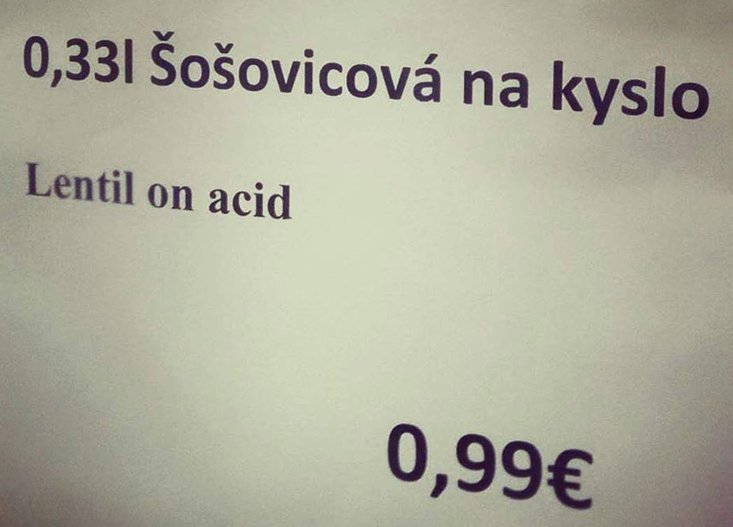 0,33l Šošovicová na kyslo
Lentil on acid
0,99€